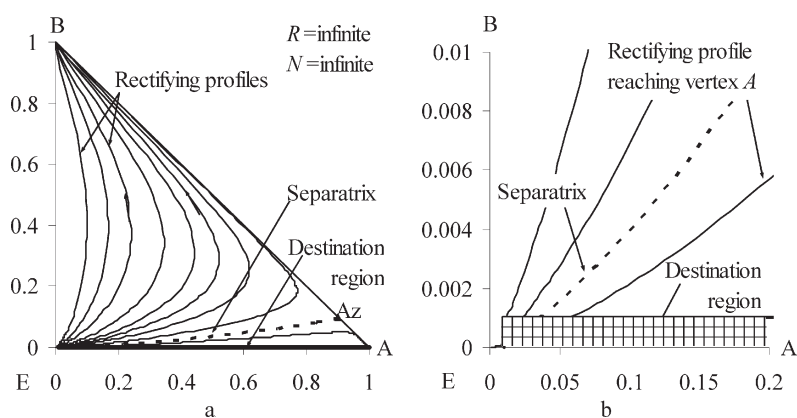 B
1
0.8
0.6
0.4
0.2
0
E
0
0.2
0.4
0.6
0.8
1
A
a
R=infinite
N=infinite
Rectifying profiles
Separatrix
Destination
region
Az
B
0.01
0.008
0.006
0.004
0.002
0
E
0
0.05
0.1
0.15
0.2
A
b
Rectifying profile
reaching vertex A
Separatrix
Destination
region